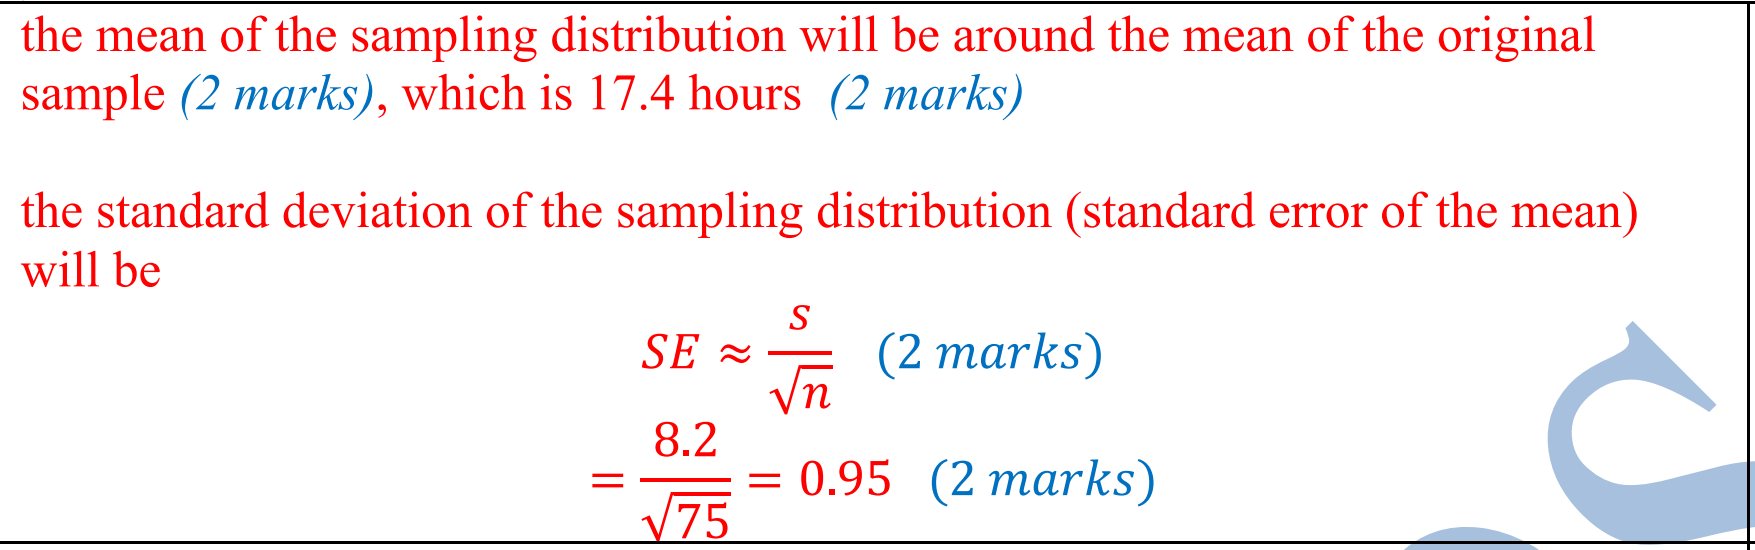 the mean of the sampling distribution will be around the mean of the original
sample (2 marks), which is 17.4 hours (2 marks)
the standard deviation of the sampling distribution (standard error of the mean)
will be
SE ≈ s/√n (2 marks)
= 8.2/√75 = 0.95 (2 marks)